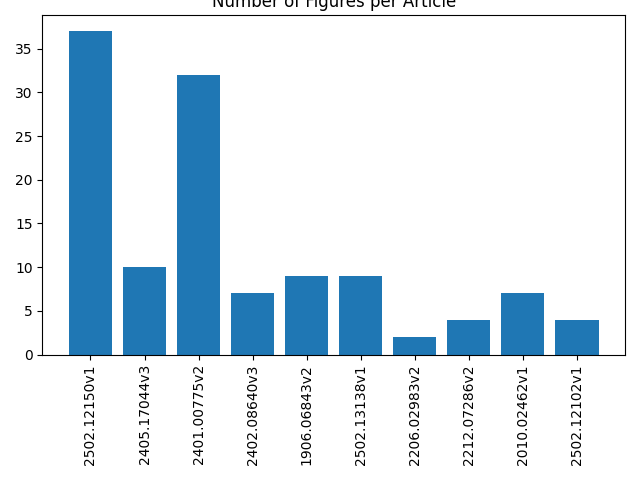 Number of Figures per Article
35
30
25
20
15
10
5
0
2502.12150v1
2405.17044v3
2401.00775v2
2402.08640v3
1906.06843v2
2502.13138v1
2206.02983v2
2212.07286v2
2010.02462v1
2502.12102v1